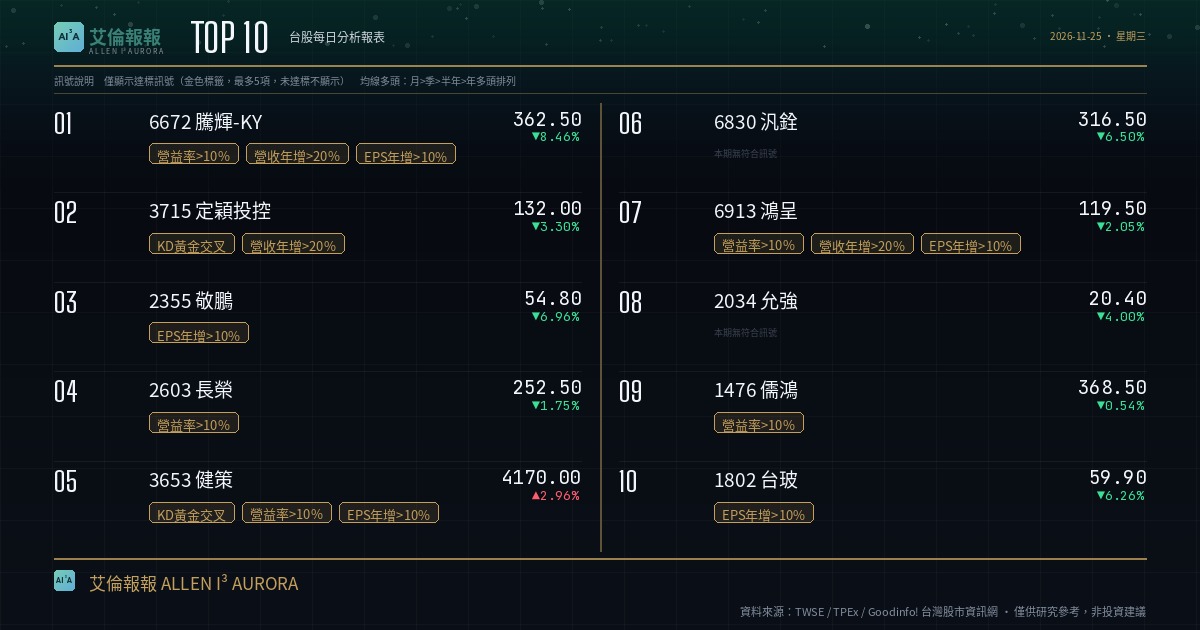 AI³A 艾倫報報 ALLEN I³AURORA TOP 10 台股每日分析報表 2026-11-25 · 星期三
訊號說明 僅顯示達標訊號（金色標籤，最多5項，未達標不顯示） 均線多頭：月>季>半年>年多頭排列
01 6672 騰輝-KY 362.50
▼8.46%
營益率>10% 營收年增>20% EPS年增>10%
02 3715 定穎投控 132.00
▼3.30%
KD黃金交叉 營收年增>20%
03 2355 敬鵬 54.80
▼6.96%
EPS年增>10%
04 2603 長榮 252.50
▼1.75%
營益率>10%
05 3653 健策 4170.00
▲2.96%
KD黃金交叉 營益率>10% EPS年增>10%
06 6830 汎銓 316.50
▼6.50%
本期無符合訊號
07 6913 鴻呈 119.50
▼2.05%
營益率>10% 營收年增>20% EPS年增>10%
08 2034 允強 20.40
▼4.00%
本期無符合訊號
09 1476 儒鴻 368.50
▼0.54%
營益率>10%
10 1802 台玻 59.90
▼6.26%
EPS年增>10%
AI³A 艾倫報報 ALLEN I³ AURORA
資料來源：TWSE / TPEx / Goodinfo! 台灣股市資訊網 · 僅供研究參考，非投資建議